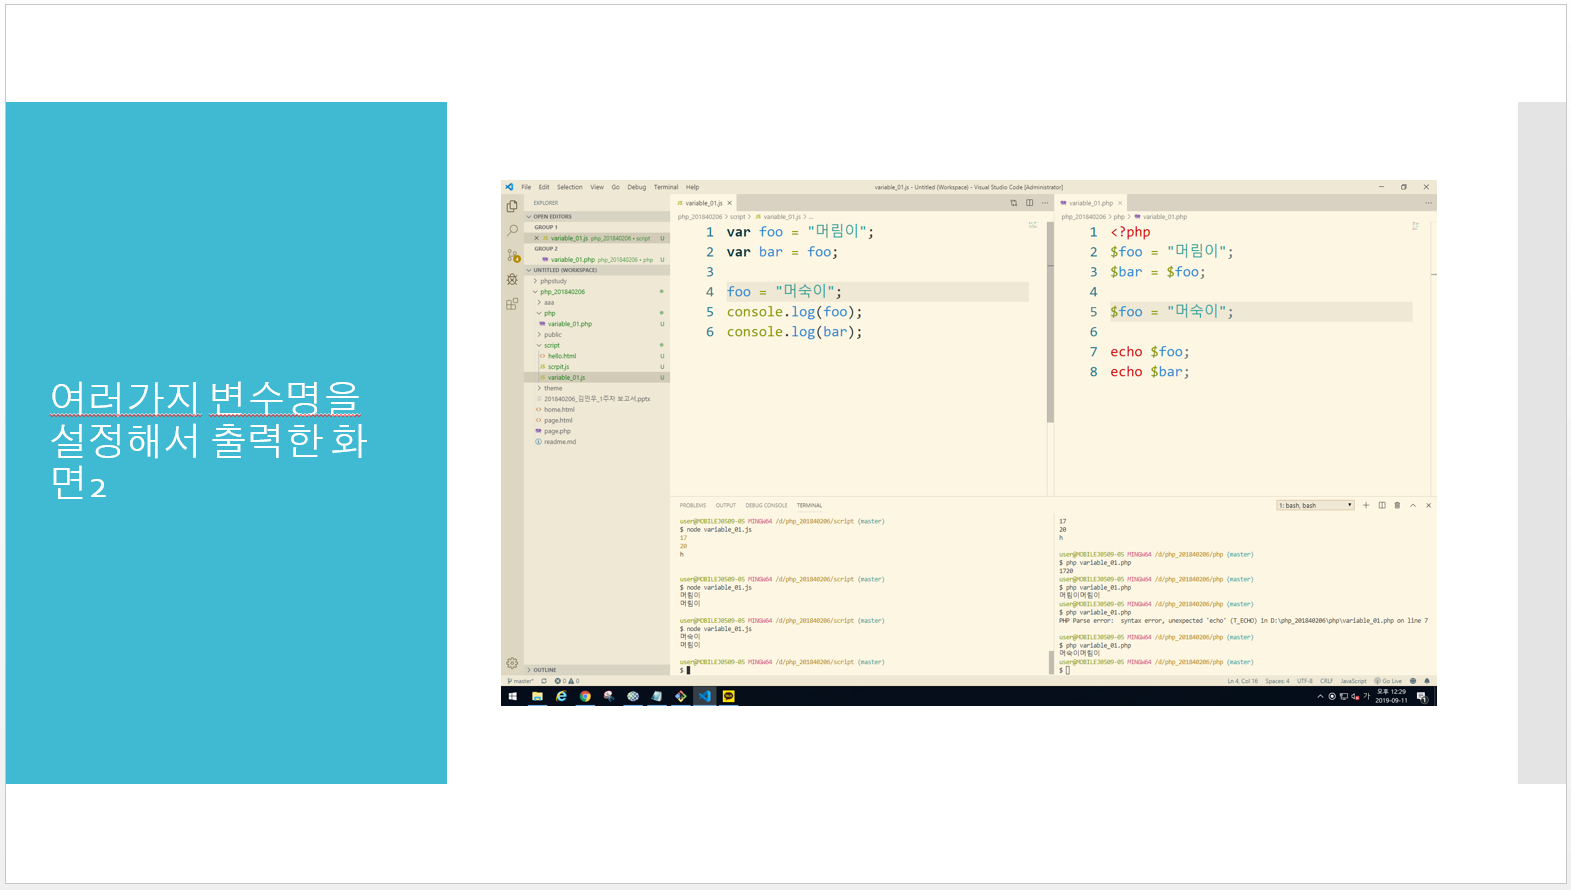 여러가지 변수명을
설정해서 출력한 화
면2
File Edit Selection View Go Debug Terminal Help
variable_01.js - Untitled (Workspace) - Visual Studio Code [Administrator]
EXPLORER
OPEN EDITORS
GROUP 1
variable_01.js php_201840206 • script U
GROUP 2
variable_01.php php_201840206 • php U
UNTITLED (WORKSPACE)
phpstudy
php_201840206
aaa
php
variable_01.php U
public
script
hello.html U
scrpit.js U
variable_01.js U
theme
201840206_김민우_1주차 보고서.pptx
home.html
page.html
page.php
readme.md
OUTLINE
variable_01.js
php_201840206 > script > variable_01.js > ...
1 var foo = "머림이";
2 var bar = foo;
3
4 foo = "머숙이";
5 console.log(foo);
6 console.log(bar);
variable_01.php
php_201840206 > php > variable_01.php
1 <?php
2 $foo = "머림이";
3 $bar = $foo;
4
5 $foo = "머숙이";
6
7 echo $foo;
8 echo $bar;
PROBLEMS OUTPUT DEBUG CONSOLE TERMINAL
1: bash, bash
user@MOBILEJ0509-05 MINGW64 /d/php_201840206/script (master)
$ node variable_01.js
17
20
h
user@MOBILEJ0509-05 MINGW64 /d/php_201840206/script (master)
$ node variable_01.js
머림이
머림이
user@MOBILEJ0509-05 MINGW64 /d/php_201840206/script (master)
$ node variable_01.js
머숙이
머림이
user@MOBILEJ0509-05 MINGW64 /d/php_201840206/script (master)
$
17
20
h
user@MOBILEJ0509-05 MINGW64 /d/php_201840206/php (master)
$ php variable_01.php
1720
user@MOBILEJ0509-05 MINGW64 /d/php_201840206/php (master)
$ php variable_01.php
머림이머림이
user@MOBILEJ0509-05 MINGW64 /d/php_201840206/php (master)
$ php variable_01.php
PHP Parse error: syntax error, unexpected 'echo' (T_ECHO) in D:\php_201840206\php\variable_01.php on line 7
user@MOBILEJ0509-05 MINGW64 /d/php_201840206/php (master)
$ php variable_01.php
머숙이머림이
user@MOBILEJ0509-05 MINGW64 /d/php_201840206/php (master)
$
master* 0 0
Ln 4, Col 16 Spaces: 4 UTF-8 CRLF JavaScript Go Live
가 오후 12:29
2019-09-11